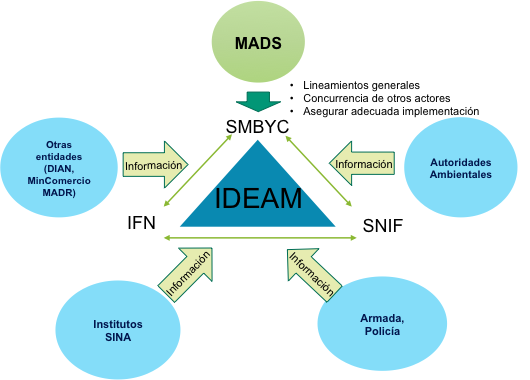 MADS
• Lineamientos generales
• Concurrencia de otros actores
• Asegurar adecuada implementación
SMBYC
Otras
entidades
(DIAN,
MinComercio
MADR)
Información
Información
Autoridades
Ambientales
IDEAM
IFN
SNIF
Información
Información
Institutos
SINA
Armada,
Policía